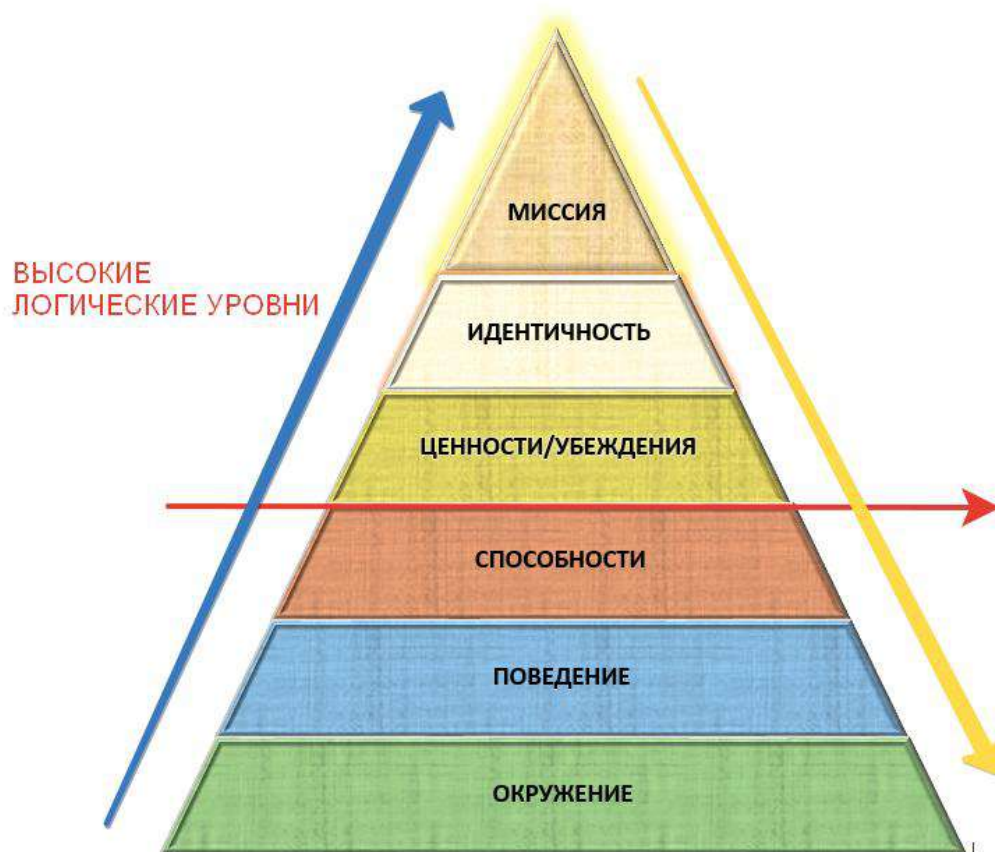 МИССИЯ
ВЫСОКИЕ
ЛОГИЧЕСКИЕ УРОВНИ
ИДЕНТИЧНОСТЬ
ЦЕННОСТИ/УБЕЖДЕНИЯ
СПОСОБНОСТИ
ПОВЕДЕНИЕ
ОКРУЖЕНИЕ